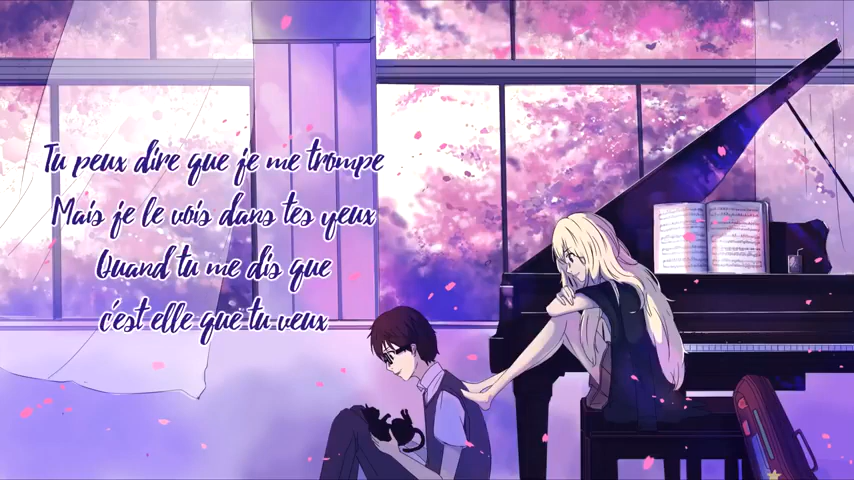 Tu peux dire que je me trompe
Mais je le vois dans tes yeux
Quand tu me dis que
c'est elle que tu veux